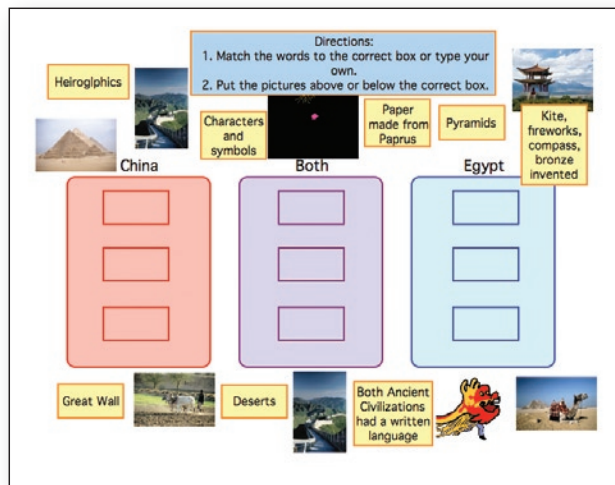 Directions:
1. Match the words to the correct box or type your
own.
2. Put the pictures above or below the correct box.
Heiroglphics
Characters
and
symbols
Paper
made from
Paprus
Pyramids
Kite,
fireworks,
compass,
bronze
invented
China
Both
Egypt
Great Wall
Deserts
Both Ancient
Civilizations
had a written
language